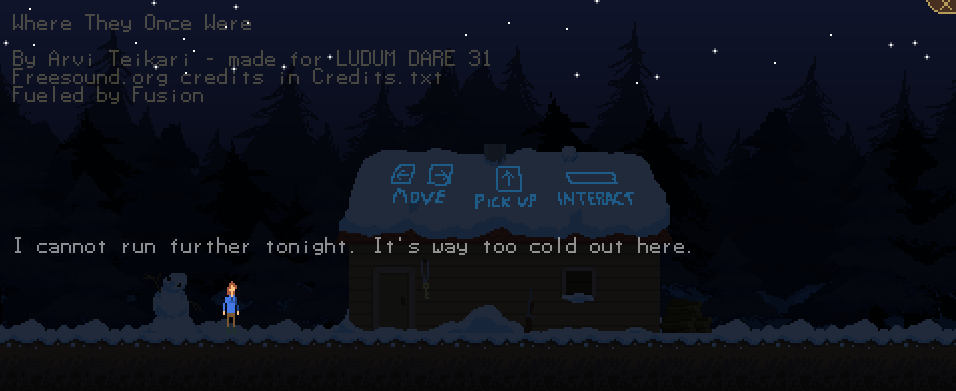 Where They Once Were
By Arvi Teikari - made for LUDUM DARE 31
Freesound.org credits in Credits.txt
Fueled by Fusion
MOVE
PICK UP
INTERACT
I cannot run further tonight. It's way too cold out here.